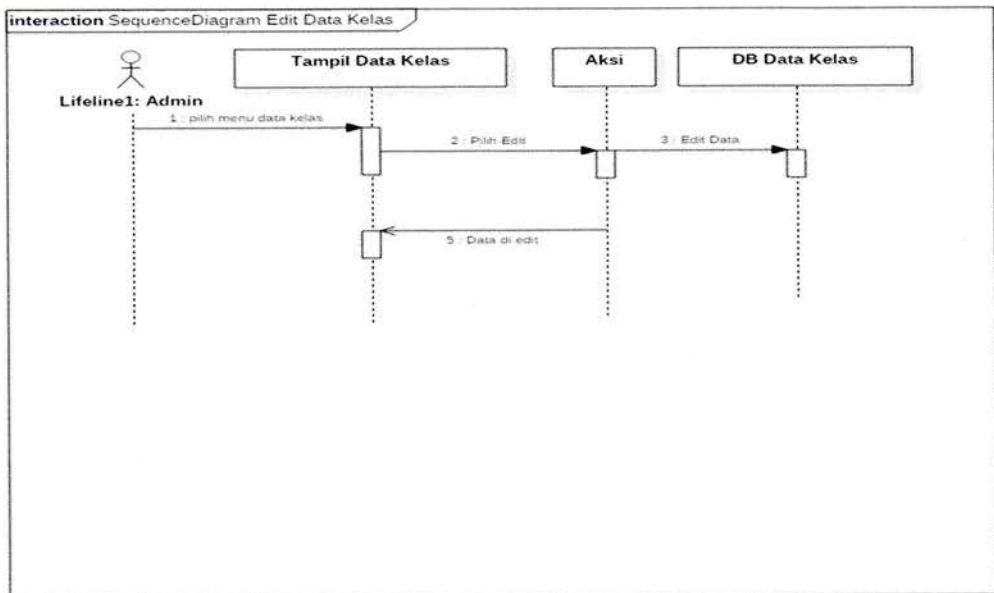 interaction SequenceDiagram Edit Data Kelas
Tampil Data Kelas
Aksi
DB Data Kelas
Lifeline1: Admin
1 : pilih menu data kelas
2 : Pilih Edit
3 : Edit Data
5 : Data di edit